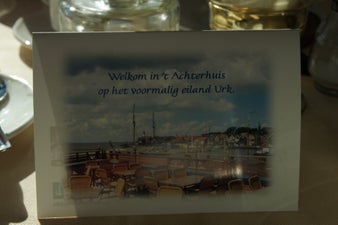 Welkom in 't Achterhuis
op het voormalig eiland Urk.